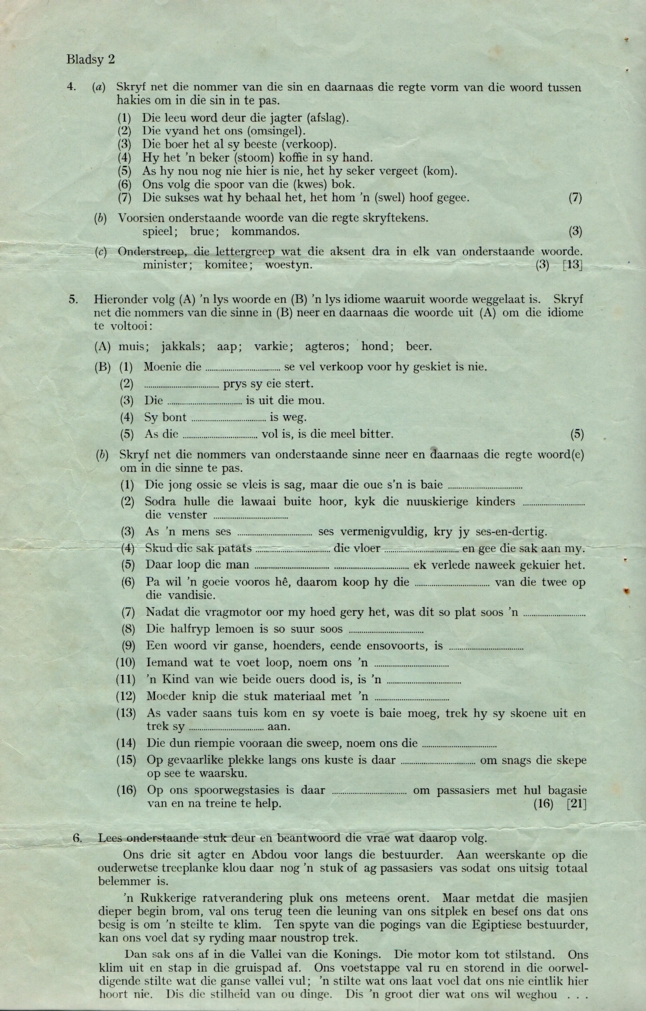 Bladsy 2
4. (a) Skryf net die nommer van die sin en daarnaas die regte vorm van die woord tussen
hakies om in die sin in te pas.
(1) Die leeu word deur die jagter (afslag).
(2) Die vyand het ons (omsingel).
(3) Die boer het al sy beeste (verkoop).
(4) Hy het 'n beker (stoom) koffie in sy hand.
(5) As hy nou nog nie hier is nie, het hy seker vergeet (kom).
(6) Ons volg die spoor van die (kwes) bok.
(7) Die sukses wat hy behaal het, het hom 'n (swel) hoof gegee. (7)
(b) Voorsien onderstaande woorde van die regte skryftekens.
spieel; brue; kommandos. (3)
(c) Onderstreep, die lettergreep wat die aksent dra in elk van onderstaande woorde.
minister; komitee; woestyn. (3) [13]
5. Hieronder volg (A) 'n lys woorde en (B) 'n lys idiome waaruit woorde weggelaat is. Skryf
net die nommers van die sinne in (B) neer en daarnaas die woorde uit (A) om die idiome
te voltooi:
(A) muis; jakkals; aap; varkie; agteros; hond; beer.
(B) (1) Moenie die .................... se vel verkoop voor hy geskiet is nie.
(2) .................... prys sy eie stert.
(3) Die .................... is uit die mou.
(4) Sy bont .................... is weg.
(5) As die .................... vol is, is die meel bitter. (5)
(b) Skryf net die nommers van onderstaande sinne neer en daarnaas die regte woord(e)
om in die sinne te pas.
(1) Die jong ossie se vleis is sag, maar die oue s'n is baie ....................
(2) Sodra hulle die lawaai buite hoor, kyk die nuuskierige kinders ....................
die venster ....................
(3) As 'n mens ses .................... ses vermenigvuldig, kry jy ses-en-dertig.
(4) Skud die sak patats .................... die vloer .................... en gee die sak aan my.
(5) Daar loop die man .................... .................... ek verlede naweek gekuier het.
(6) Pa wil 'n goeie vooros hê, daarom koop hy die .................... van die twee op
die vandisie.
(7) Nadat die vragmotor oor my hoed gery het, was dit so plat soos 'n ....................
(8) Die halfryp lemoen is so suur soos ....................
(9) Een woord vir ganse, hoenders, eende ensovoorts, is ....................
(10) Iemand wat te voet loop, noem ons 'n ....................
(11) 'n Kind van wie beide ouers dood is, is 'n ....................
(12) Moeder knip die stuk materiaal met 'n ....................
(13) As vader saans tuis kom en sy voete is baie moeg, trek hy sy skoene uit en
trek sy .................... aan.
(14) Die dun riempie vooraan die sweep, noem ons die ....................
(15) Op gevaarlike plekke langs ons kuste is daar .................... om snags die skepe
op see te waarsku.
(16) Op ons spoorwegstasies is daar .................... om passasiers met hul bagasie
van en na treine te help. (16) [21]
6. Lees onderstaande stuk deur en beantwoord die vrae wat daarop volg.
Ons drie sit agter en Abdou voor langs die bestuurder. Aan weerskante op die
ouderwetse treeplanke klou daar nog 'n stuk of ag passasiers vas sodat ons uitsig totaal
belemmer is.
'n Rukkerige ratverandering pluk ons meteens orent. Maar metdat die masjien
dieper begin brom, val ons terug teen die leuning van ons sitplek en besef ons dat ons
besig is om 'n steilte te klim. Ten spyte van die pogings van die Egiptiese bestuurder,
kan ons voel dat sy ryding maar noustrop trek.
Dan sak ons af in die Vallei van die Konings. Die motor kom tot stilstand. Ons
klim uit en stap in die gruispad af. Ons voetstappe val ru en storend in die oorwel-
digende stilte wat die ganse vallei vul; 'n stilte wat ons laat voel dat ons nie eintlik hier
hoort nie. Dis die stilheid van ou dinge. Dis 'n groot dier wat ons wil weghou . . .